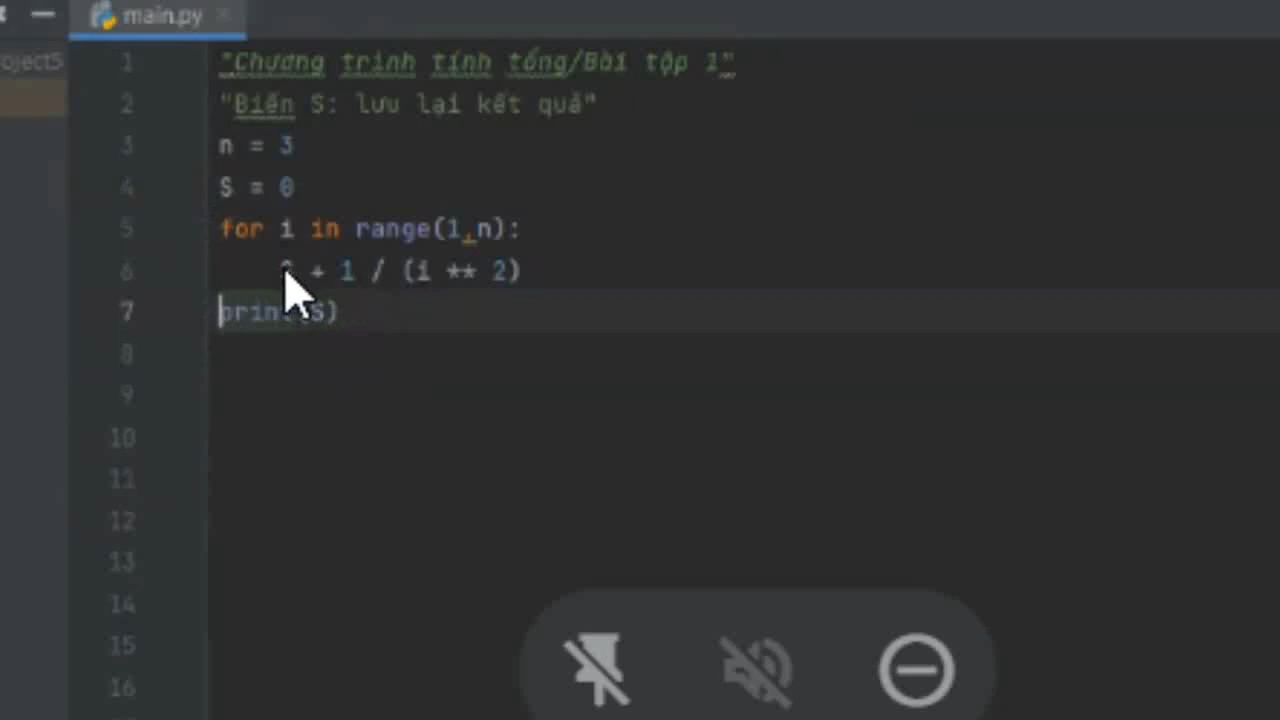 main.py
1 "Chương trình tính tổng/Bài tập 1"
2 "Biến S: lưu lại kết quả"
3 n = 3
4 S = 0
5 for i in range(1,n):
6 + 1 / (i ** 2)
7 print(S)
8
9
10
11
12
13
14
15
16